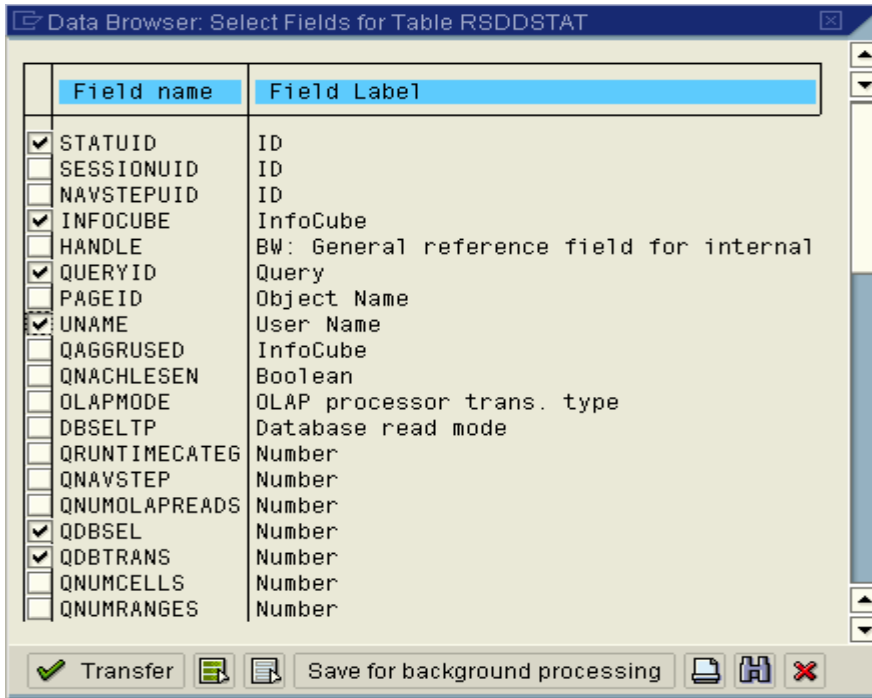 Data Browser: Select Fields for Table RSDDSTAT
Field name Field Label
STATUID ID
SESSIONUID ID
NAVSTEPUID ID
INFOCUBE InfoCube
HANDLE BW: General reference field for internal
QUERYID Query
PAGEID Object Name
UNAME User Name
QAGGRUSED InfoCube
QNACHLESEN Boolean
OLAPMODE OLAP processor trans. type
DBSELTP Database read mode
QRUNTIMECATEG Number
QNAVSTEP Number
QNUMOLAPREADS Number
QDBSEL Number
QDBTRANS Number
QNUMCELLS Number
QNUMRANGES Number
Transfer Save for background processing